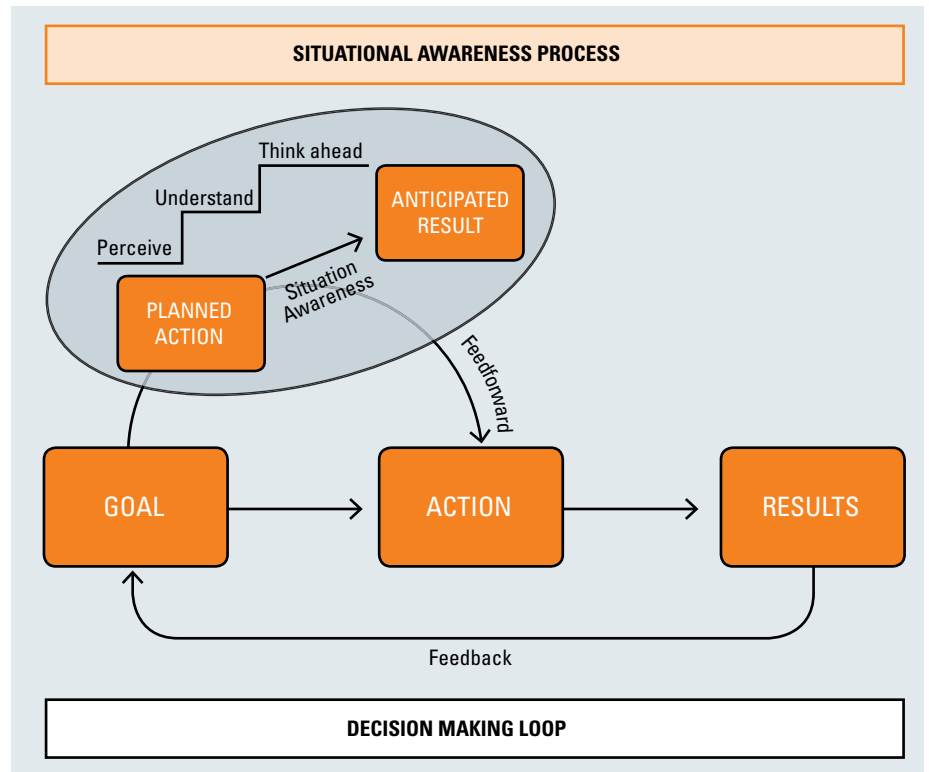 SITUATIONAL AWARENESS PROCESS
Think ahead
Understand
Perceive
ANTICIPATED
RESULT
Situation
Awareness
PLANNED
ACTION
Feedforward
GOAL
ACTION
RESULTS
Feedback
DECISION MAKING LOOP